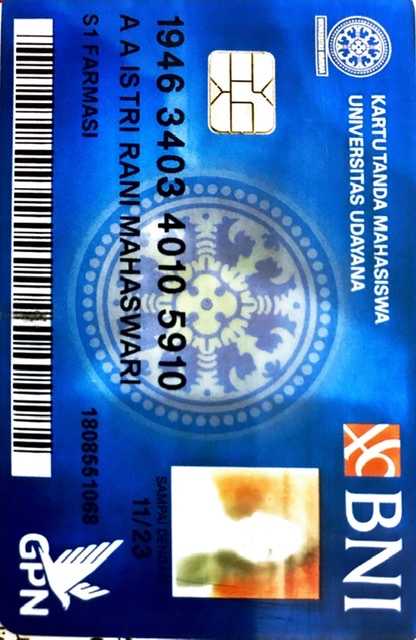 KARTU TANDA MAHASISWA
UNIVERSITAS UDAYANA
BNI
1946 3403 4010 5910
SAMPAI
11/23
A A ISTRI RANI MAHASWARI
S1 FARMASI
1808551068
GPN